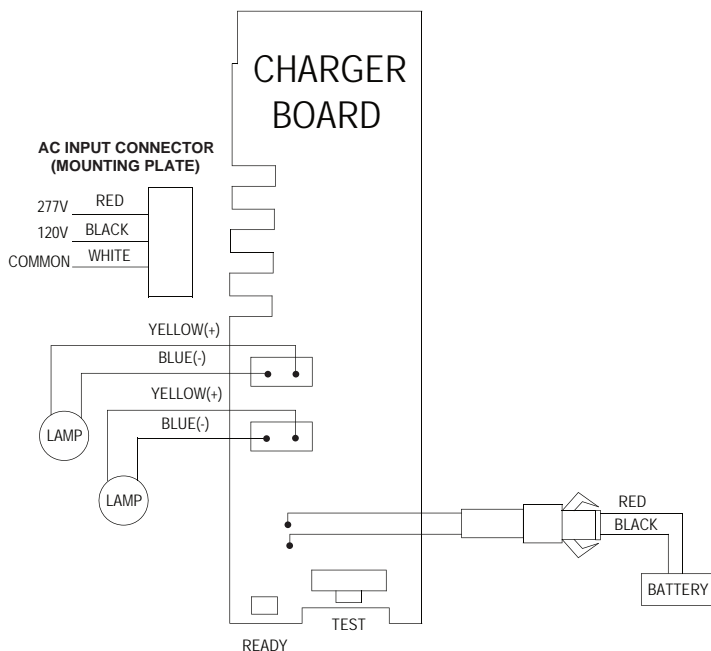 CHARGER
BOARD
AC INPUT CONNECTOR
(MOUNTING PLATE)
277V RED
120V BLACK
COMMON WHITE
YELLOW(+)
BLUE(-)
YELLOW(+)
BLUE(-)
LAMP
LAMP
RED
BLACK
BATTERY
TEST
READY